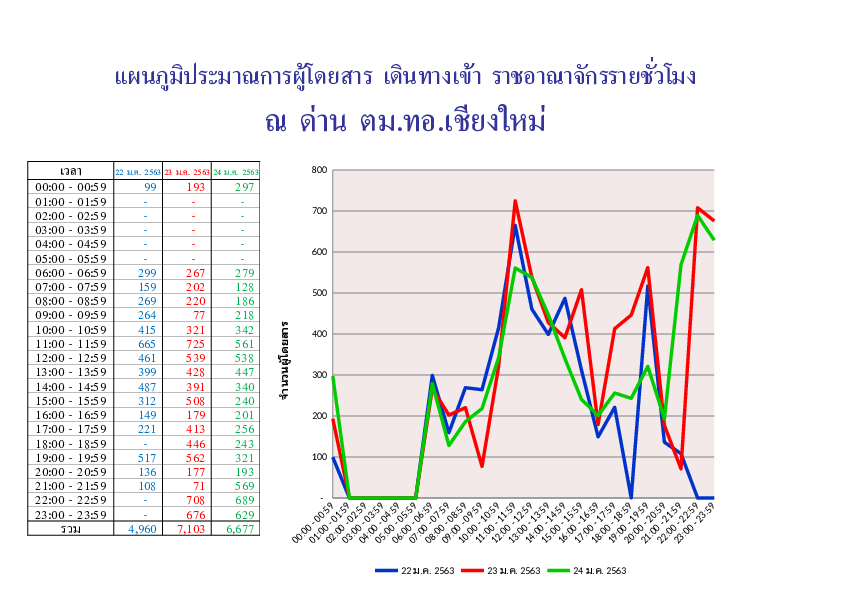 แผนภูมิประมาณการผู้โดยสาร เดินทางเข้า ราชอาณาจักรรายชั่วโมง
ณ ด่าน ตม.ทอ.เชียงใหม่
เวลา 22 ม.ค. 2563 23 ม.ค. 2563 24 ม.ค. 2563
00:00 - 00:59 99 193 297
01:00 - 01:59 - - -
02:00 - 02:59 - - -
03:00 - 03:59 - - -
04:00 - 04:59 - - -
05:00 - 05:59 - - -
06:00 - 06:59 299 267 279
07:00 - 07:59 159 202 128
08:00 - 08:59 269 220 186
09:00 - 09:59 264 77 218
10:00 - 10:59 415 321 342
11:00 - 11:59 665 725 561
12:00 - 12:59 461 539 538
13:00 - 13:59 399 428 447
14:00 - 14:59 487 391 340
15:00 - 15:59 312 508 240
16:00 - 16:59 149 179 201
17:00 - 17:59 221 413 256
18:00 - 18:59 - 446 243
19:00 - 19:59 517 562 321
20:00 - 20:59 136 177 193
21:00 - 21:59 108 71 569
22:00 - 22:59 - 708 689
23:00 - 23:59 - 676 629
รวม 4,960 7,103 6,677
จำนวนผู้โดยสาร
800
700
600
500
400
300
200
100
-
00:00 - 00:59
01:00 - 01:59
02:00 - 02:59
03:00 - 03:59
04:00 - 04:59
05:00 - 05:59
06:00 - 06:59
07:00 - 07:59
08:00 - 08:59
09:00 - 09:59
10:00 - 10:59
11:00 - 11:59
12:00 - 12:59
13:00 - 13:59
14:00 - 14:59
15:00 - 15:59
16:00 - 16:59
17:00 - 17:59
18:00 - 18:59
19:00 - 19:59
20:00 - 20:59
21:00 - 21:59
22:00 - 22:59
23:00 - 23:59
22 ม.ค. 2563 23 ม.ค. 2563 24 ม.ค. 2563